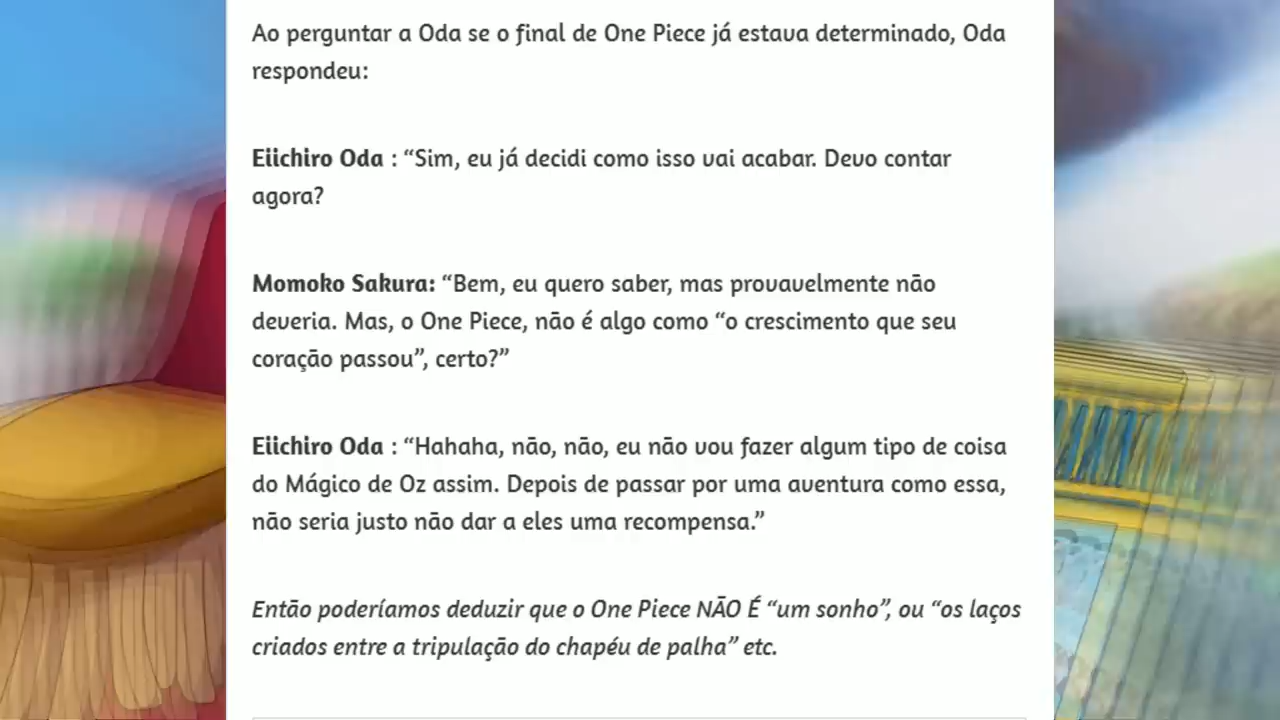 Ao perguntar a Oda se o final de One Piece já estava determinado, Oda
respondeu:
Eiichiro Oda : “Sim, eu já decidi como isso vai acabar. Devo contar
agora?
Momoko Sakura: “Bem, eu quero saber, mas provavelmente não
deveria. Mas, o One Piece, não é algo como “o crescimento que seu
coração passou”, certo?”
Eiichiro Oda : “Hahaha, não, não, eu não vou fazer algum tipo de coisa
do Mágico de Oz assim. Depois de passar por uma aventura como essa,
não seria justo não dar a eles uma recompensa.”
Então poderíamos deduzir que o One Piece NÃO É “um sonho”, ou “os laços
criados entre a tripulação do chapéu de palha” etc.